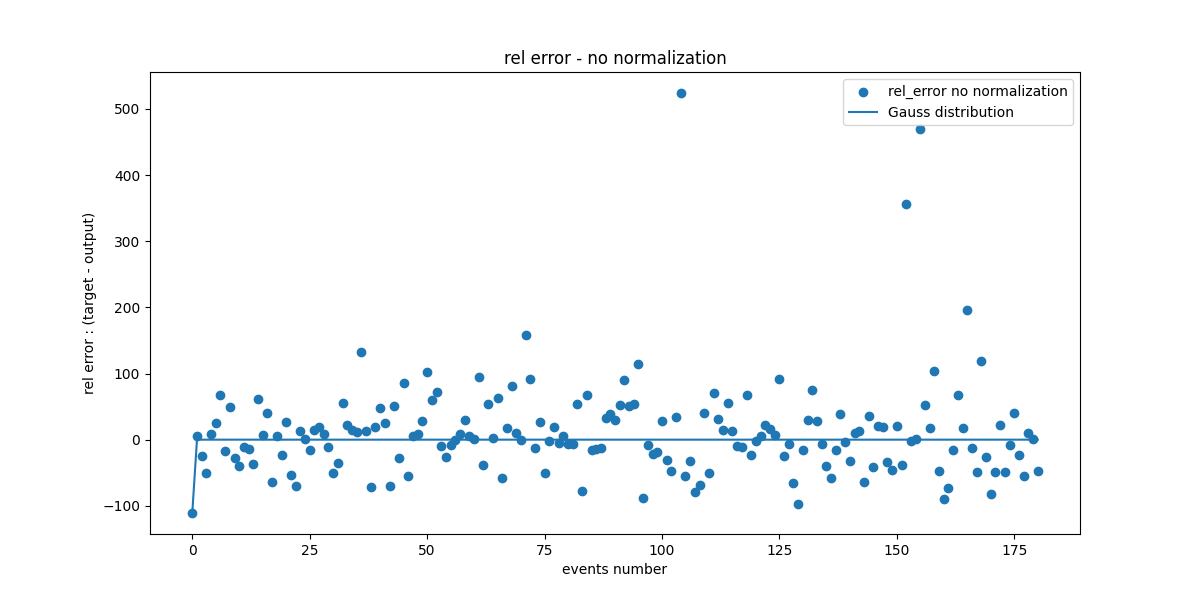 rel error - no normalization
rel_error no normalization
Gauss distribution
500
400
300
200
100
0
−100
rel error : (target - output)
0 25 50 75 100 125 150 175
events number